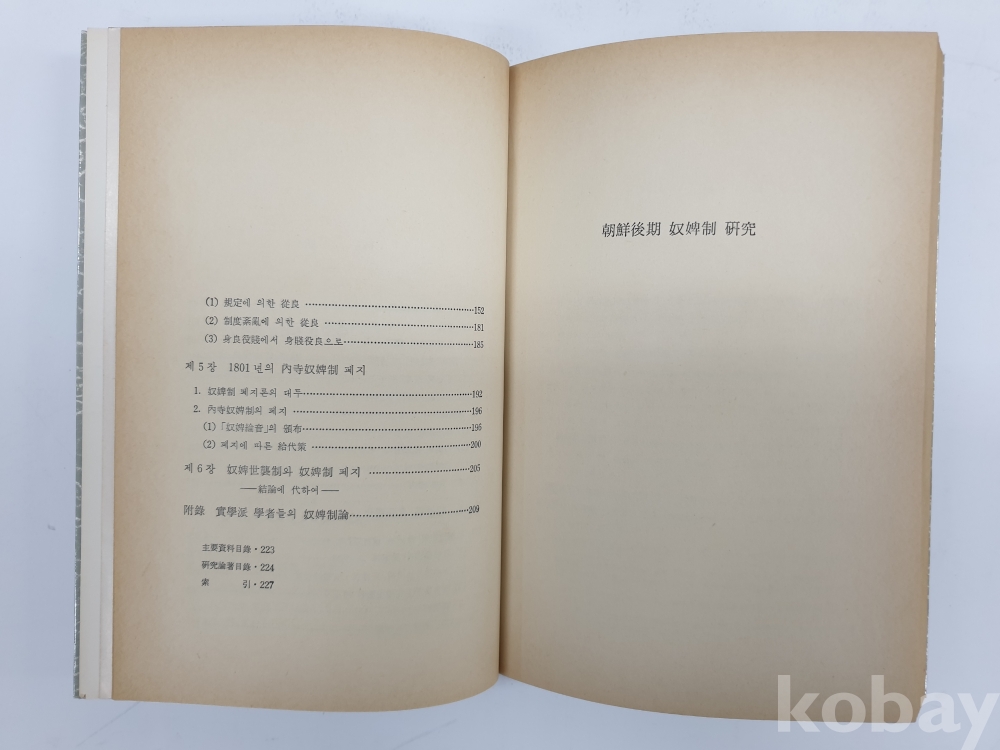 (1) 規定에 의한 從良 ……………………152
(2) 制度紊亂에 의한 從良 ……………………181
(3) 身良役賤에서 身賤役良으로……………………185
제 5 장 1801 년의 內寺奴婢制 폐지
1. 奴婢制 폐지론의 대두……………………192
2. 內寺奴婢制의 폐지 ……………………196
(1) 「奴婢綸音」의 頒布……………………195
(2) 폐지에 따른 給代策 ……………………200
제 6 장 奴婢世襲制와 奴婢制 폐지 ……………………205
──結論에 代하여──
附錄 實學派 學者들의 奴婢制論……………………209
主要資料目錄·223
硏究論著目錄·224
索 引·227
朝鮮後期 奴婢制 硏究
kobay